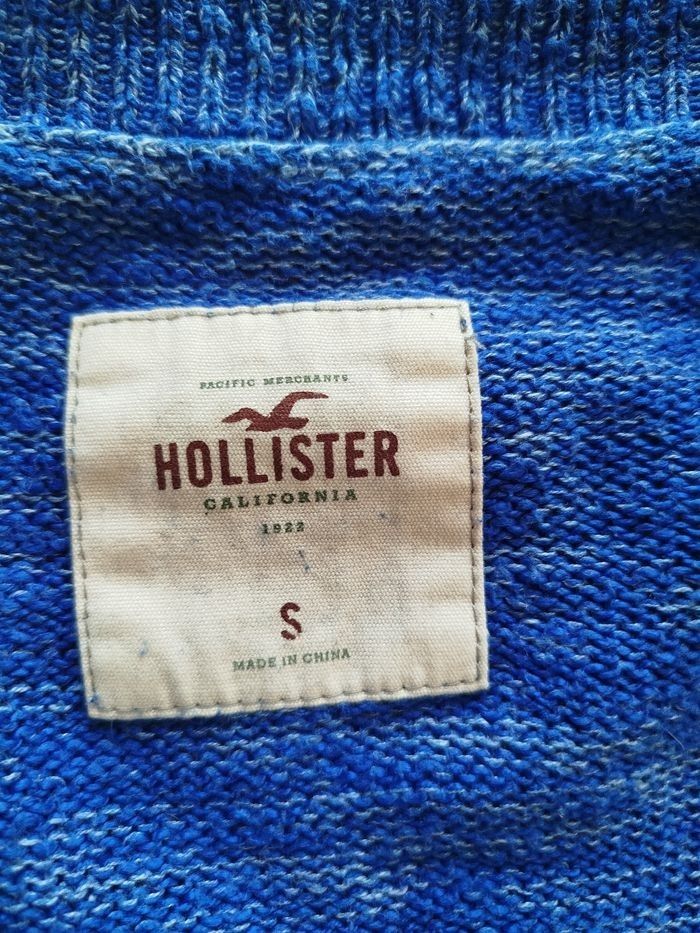 PACIFIC MERCHANTS
HOLLISTER
CALIFORNIA
1922
S
MADE IN CHINA